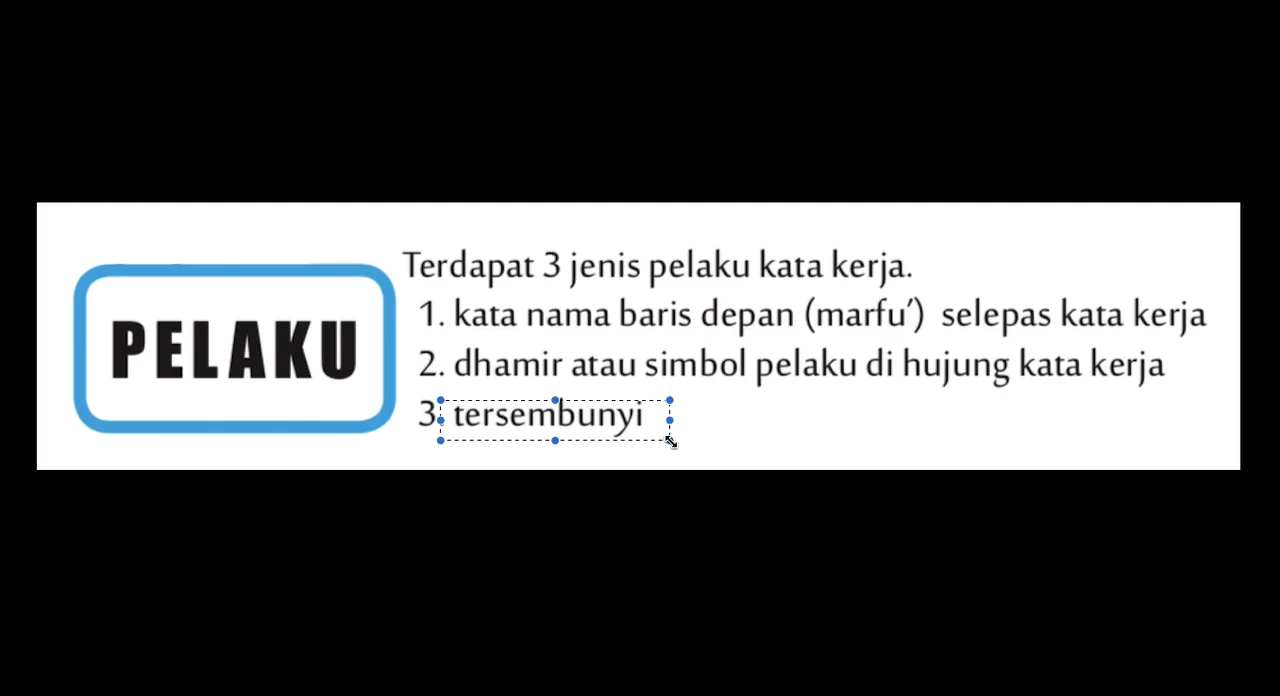 PELAKU
Terdapat 3 jenis pelaku kata kerja.
1. kata nama baris depan (marfu’) selepas kata kerja
2. dhamir atau simbol pelaku di hujung kata kerja
3. tersembunyi